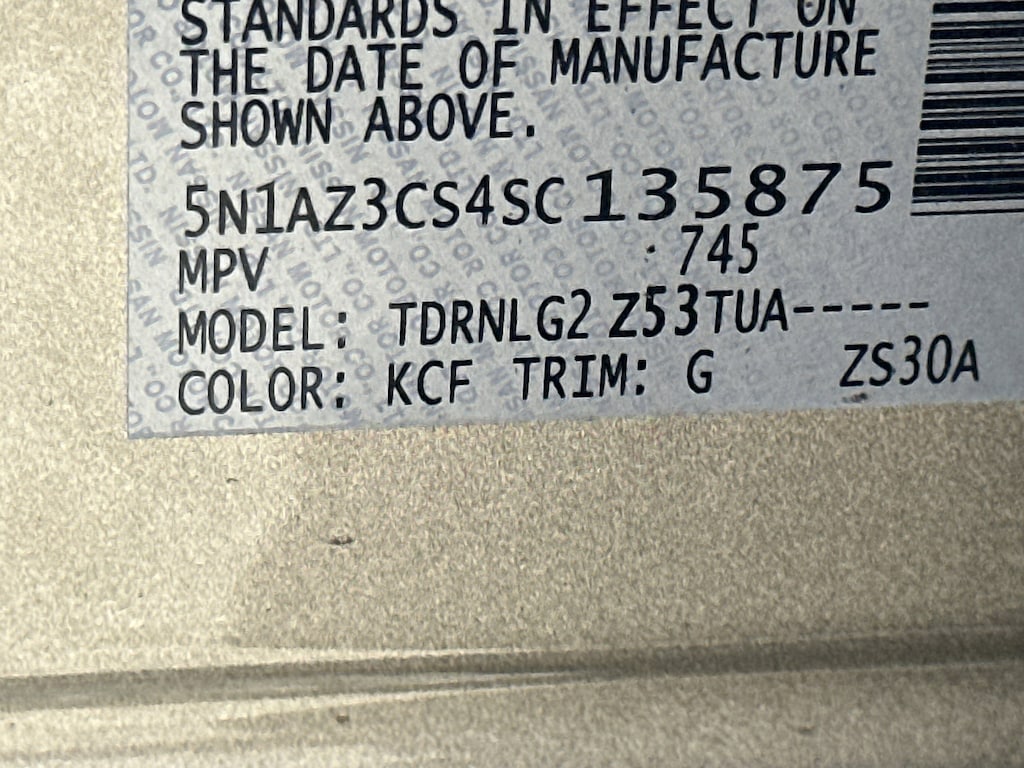 STANDARDS IN EFFECT ON
THE DATE OF MANUFACTURE
SHOWN ABOVE.
5N1AZ3CS4SC135875
MPV 745
MODEL: TDRNLG2 Z53TUA-----
COLOR: KCF TRIM: G ZS30A